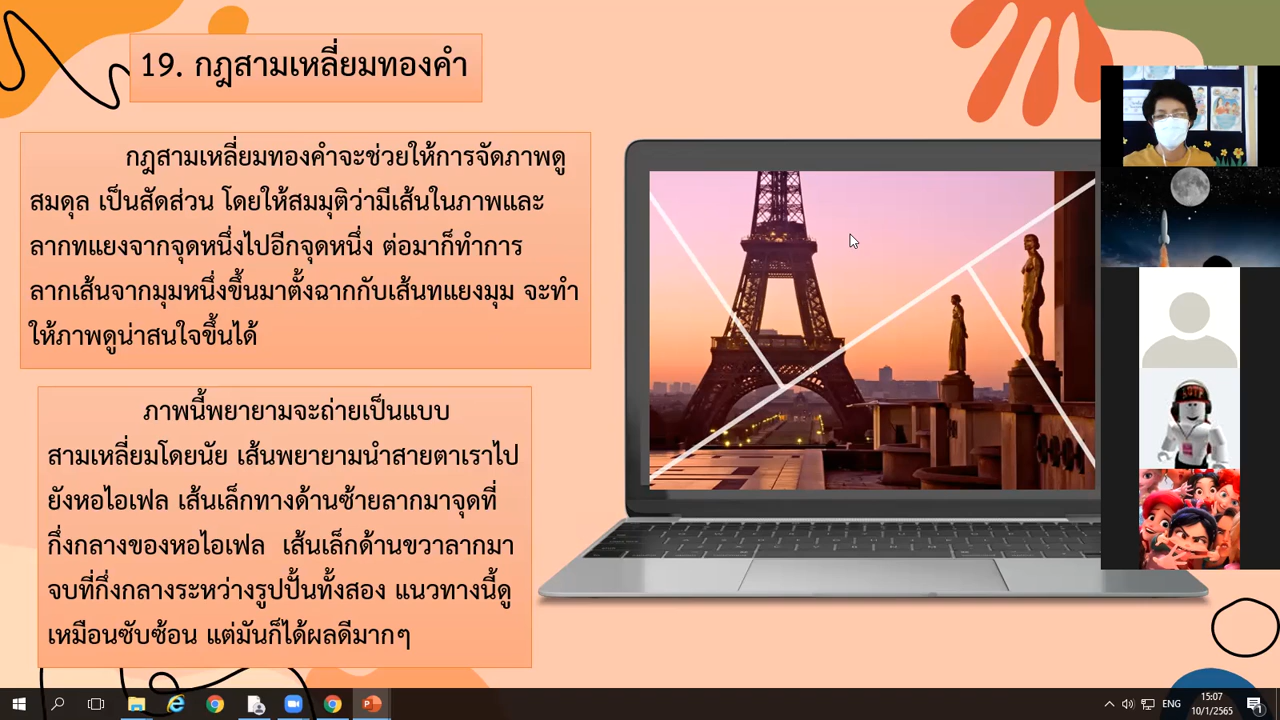 19. กฎสามเหลี่ยมทองคำ
กฎสามเหลี่ยมทองคำจะช่วยให้การจัดภาพดู
สมดุล เป็นสัดส่วน โดยให้สมมุติว่ามีเส้นในภาพและ
ลากทแยงจากจุดหนึ่งไปอีกจุดหนึ่ง ต่อมาก็ทำการ
ลากเส้นจากมุมหนึ่งขึ้นมาตั้งฉากกับเส้นทแยงมุม จะทำ
ให้ภาพดูน่าสนใจขึ้นได้
ภาพนี้พยายามจะถ่ายเป็นแบบ
สามเหลี่ยมโดยนัย เส้นพยายามนำสายตาเราไป
ยังหอไอเฟล เส้นเล็กทางด้านซ้ายลากมาจุดที่
กึ่งกลางของหอไอเฟล เส้นเล็กด้านขวาลากมา
จบที่กึ่งกลางระหว่างรูปปั้นทั้งสอง แนวทางนี้ดู
เหมือนซับซ้อน แต่มันก็ได้ผลดีมากๆ
ENG
15:07
10/1/2565